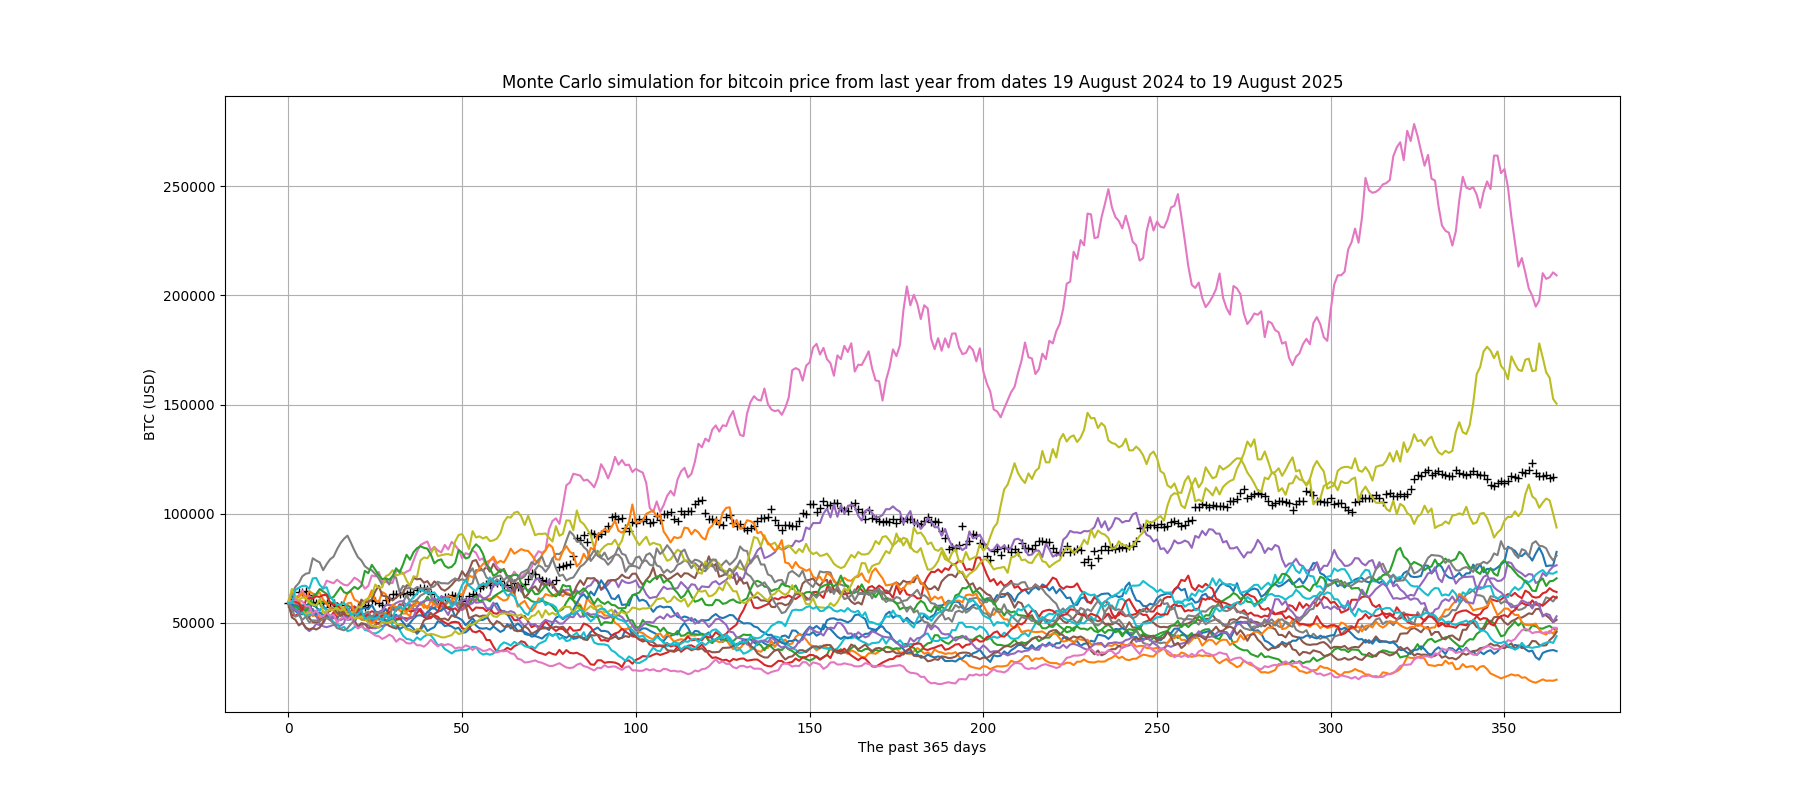 Monte Carlo simulation for bitcoin price from last year from dates 19 August 2024 to 19 August 2025
250000
200000
150000
100000
50000
BTC (USD)
0 50 100 150 200 250 300 350
The past 365 days